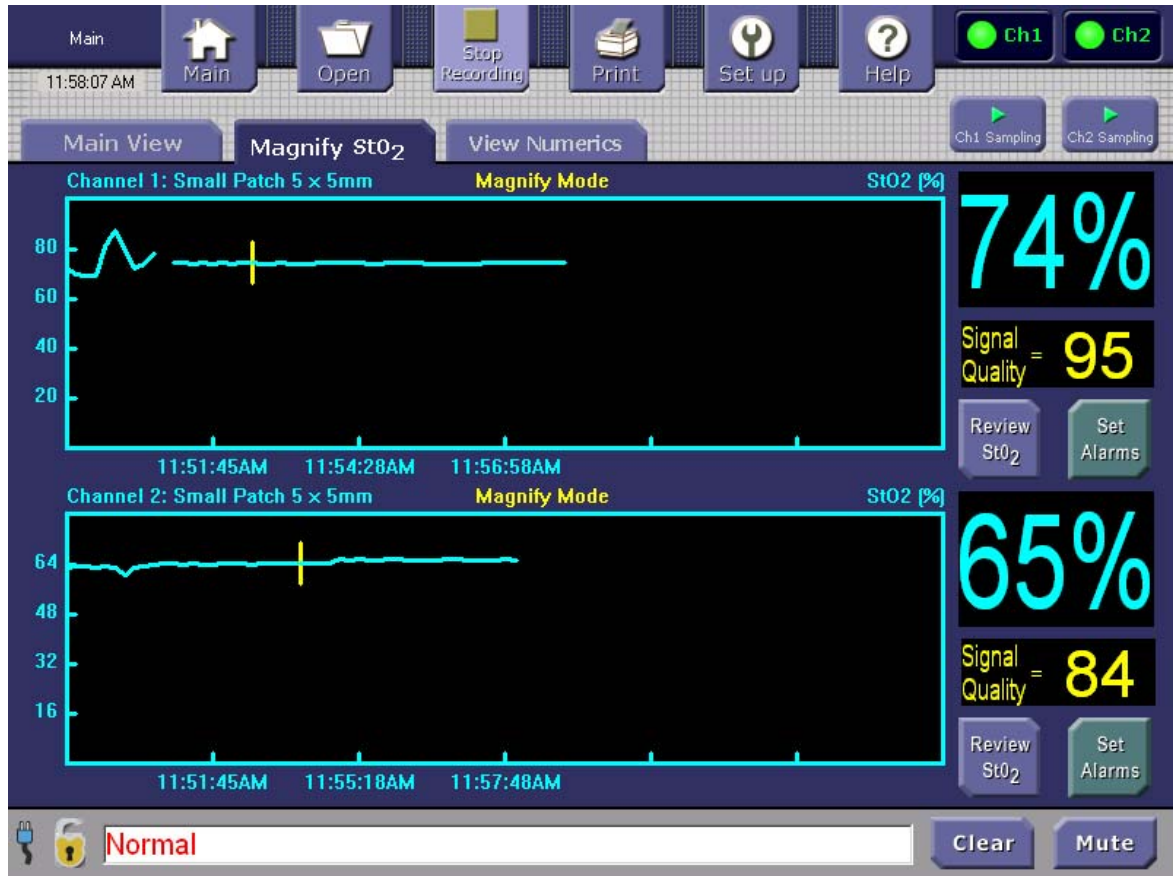 Main
11:58:07 AM
Main
Open
Stop
Recording
Print
Set up
Help
Ch1
Ch2
Ch1 Sampling
Ch2 Sampling
Main View
Magnify StO2
View Numerics
Channel 1: Small Patch 5 x 5mm Magnify Mode StO2 (%)
80
60
40
20
11:51:45AM 11:54:28AM 11:56:58AM
74%
Signal
Quality = 95
Review
StO2
Set
Alarms
Channel 2: Small Patch 5 x 5mm Magnify Mode StO2 (%)
64
48
32
16
11:51:45AM 11:55:18AM 11:57:48AM
65%
Signal
Quality = 84
Review
StO2
Set
Alarms
Normal
Clear
Mute